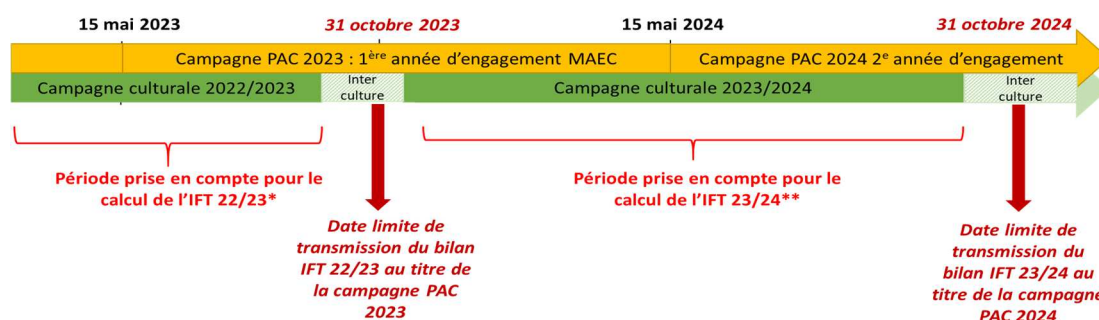 15 mai 2023
31 octobre 2023
15 mai 2024
31 octobre 2024
Campagne PAC 2023 : 1ère année d'engagement MAEC
Campagne PAC 2024 2e année d'engagement
Campagne culturale 2022/2023
Inter
culture
Campagne culturale 2023/2024
Inter
culture
Période prise en compte pour le
calcul de l'IFT 22/23*
Période prise en compte pour le
calcul de l'IFT 23/24**
Date limite de
transmission du bilan
IFT 22/23 au titre de
la campagne PAC
2023
Date limite de
transmission du
bilan IFT 23/24 au
titre de la campagne
PAC 2024